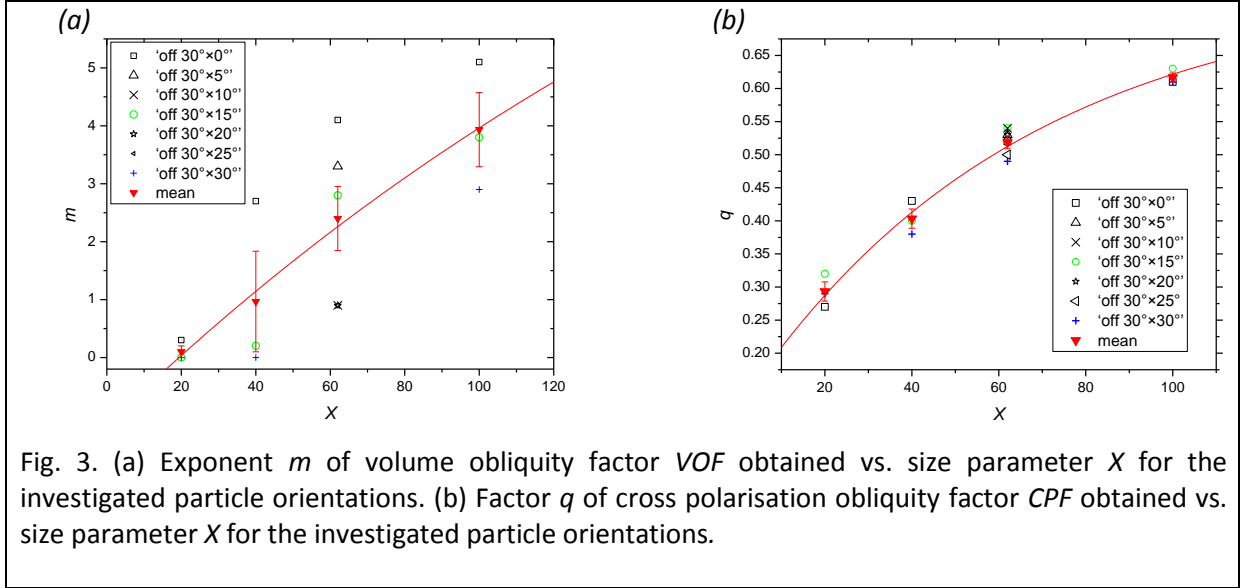 (a)
(b)
'off 30°×0°'
'off 30°×5°'
'off 30°×10°'
'off 30°×15°'
'off 30°×20°'
'off 30°×25°'
'off 30°×30°'
mean
5
4
3
2
1
0
m
0 20 40 60 80 100 120
X
0.65
0.60
0.55
0.50
0.45
0.40
0.35
0.30
0.25
0.20
q
'off 30°×0°'
'off 30°×5°'
'off 30°×10°'
'off 30°×15°'
'off 30°×20°'
'off 30°×25°
'off 30°×30°'
mean
20 40 60 80 100
X
Fig. 3. (a) Exponent m of volume obliquity factor VOF obtained vs. size parameter X for the
investigated particle orientations. (b) Factor q of cross polarisation obliquity factor CPF obtained vs.
size parameter X for the investigated particle orientations.